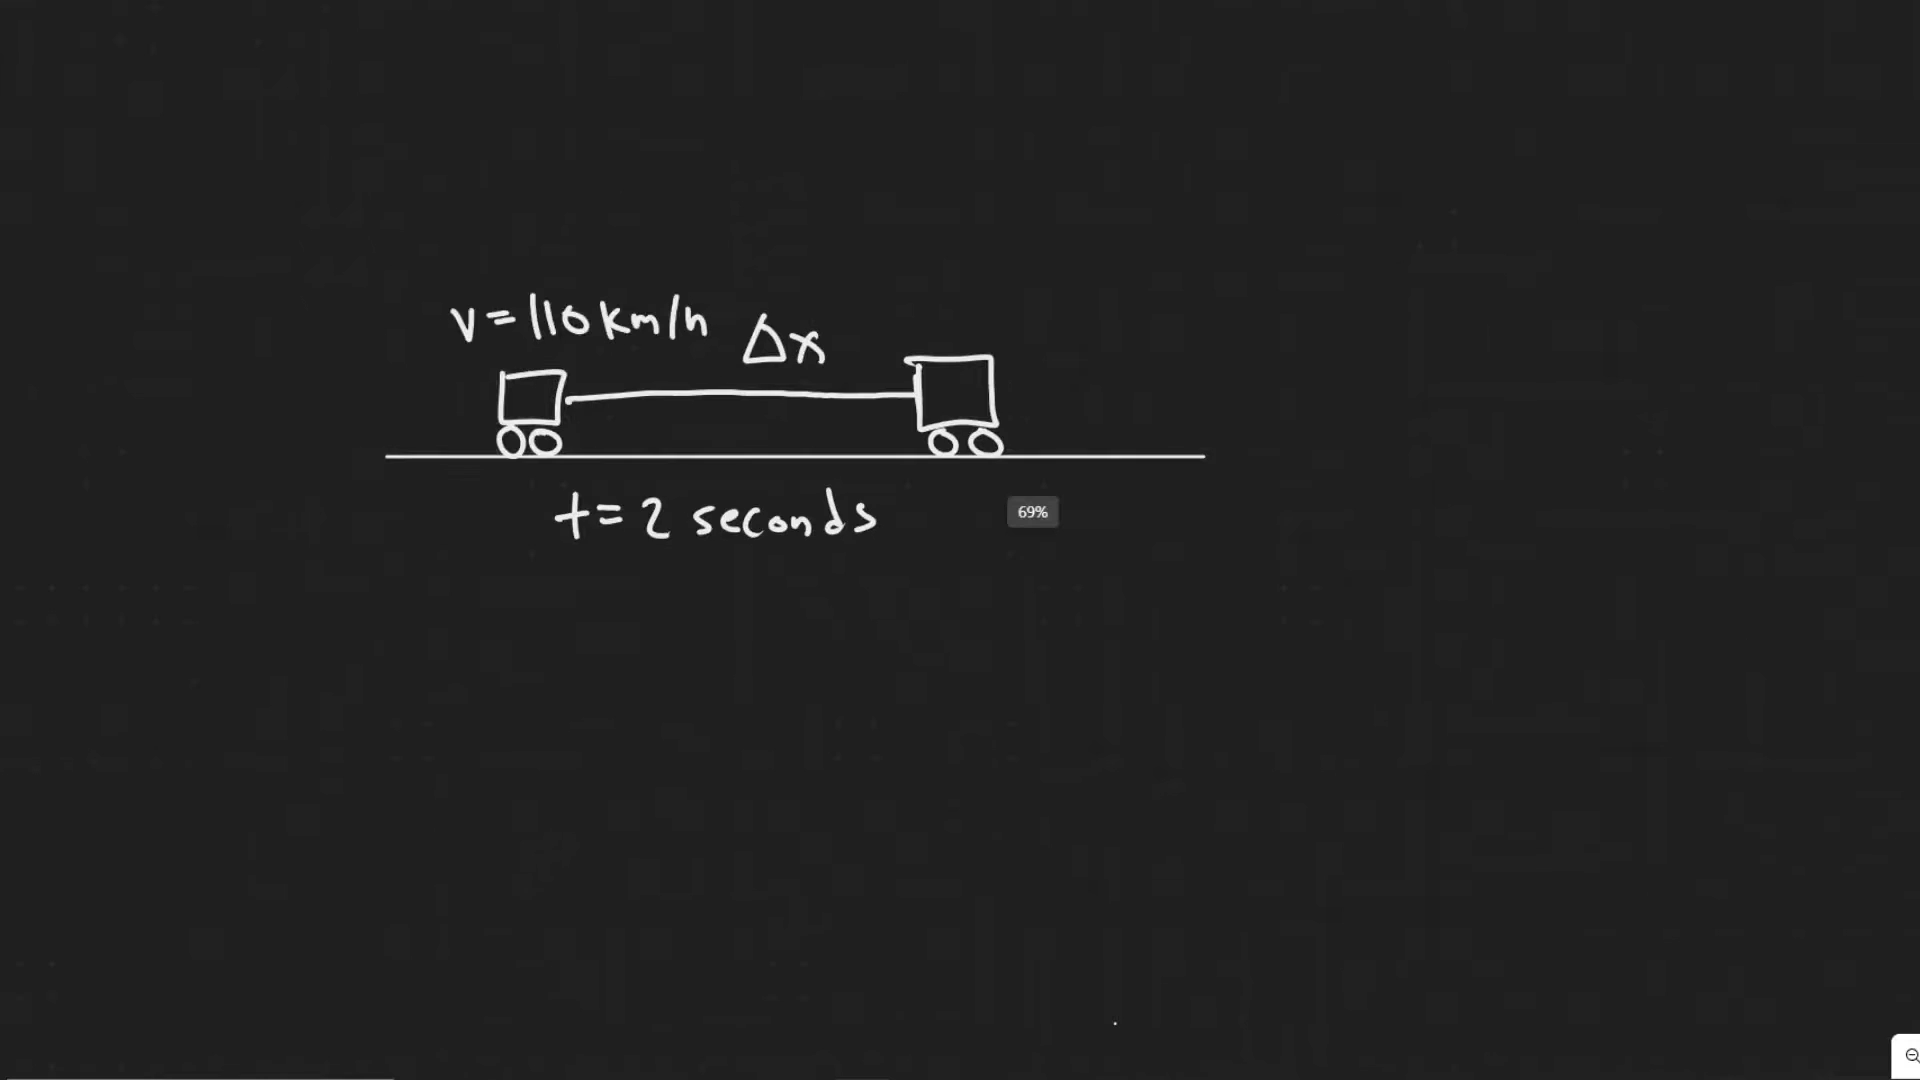 v=110km/h
Δx
t=2 seconds
69%